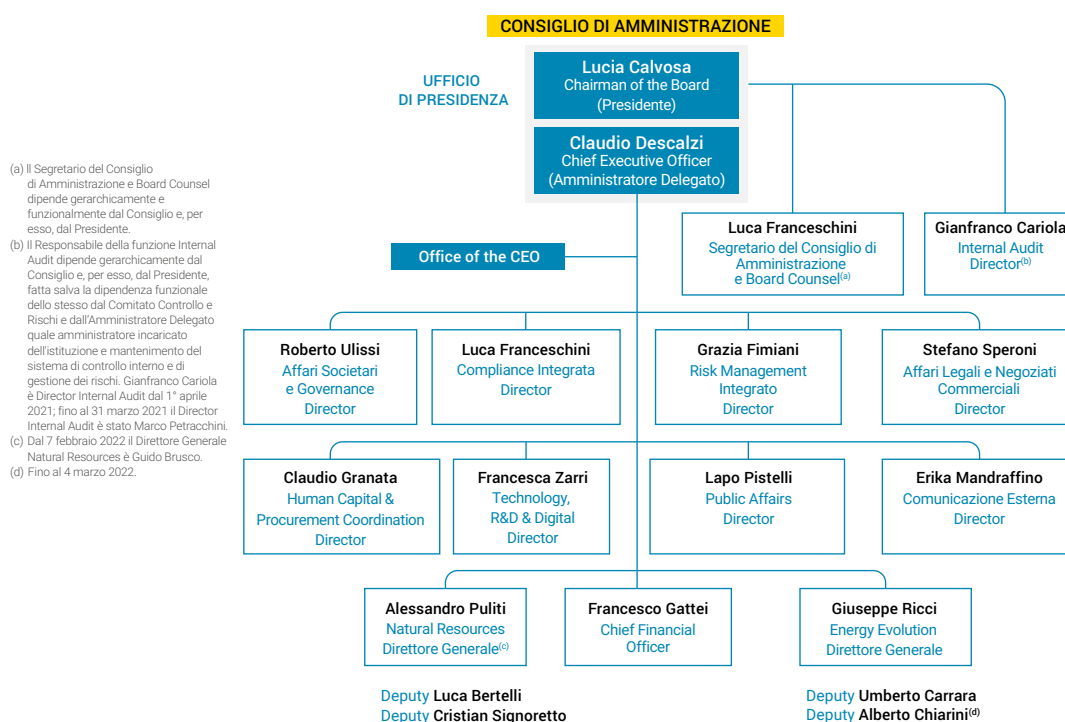 CONSIGLIO DI AMMINISTRAZIONE
UFFICIO
DI PRESIDENZA
Lucia Calvosa
Chairman of the Board
(Presidente)
Claudio Descalzi
Chief Executive Officer
(Amministratore Delegato)
(a) Il Segretario del Consiglio
di Amministrazione e Board Counsel
dipende gerarchicamente e
funzionalmente dal Consiglio e, per
esso, dal Presidente.
(b) Il Responsabile della funzione Internal
Audit dipende gerarchicamente dal
Consiglio e, per esso, dal Presidente,
fatta salva la dipendenza funzionale
dello stesso dal Comitato Controllo e
Rischi e dall'Amministratore Delegato
quale amministratore incaricato
dell'istituzione e mantenimento del
sistema di controllo interno e di
gestione dei rischi. Gianfranco Cariola
è Director Internal Audit dal 1° aprile
2021; fino al 31 marzo 2021 il Director
Internal Audit è stato Marco Petracchini.
(c) Dal 7 febbraio 2022 il Direttore Generale
Natural Resources è Guido Brusco.
(d) Fino al 4 marzo 2022.
Office of the CEO
Luca Franceschini
Segretario del Consiglio di
Amministrazione
e Board Counsel(a)
Gianfranco Cariola
Internal Audit
Director(b)
Roberto Ulissi
Affari Societari
e Governance
Director
Luca Franceschini
Compliance Integrata
Director
Grazia Fimiani
Risk Management
Integrato
Director
Stefano Speroni
Affari Legali e Negoziati
Commerciali
Director
Claudio Granata
Human Capital &
Procurement Coordination
Director
Francesca Zarri
Technology,
R&D & Digital
Director
Lapo Pistelli
Public Affairs
Director
Erika Mandraffino
Comunicazione Esterna
Director
Alessandro Puliti
Natural Resources
Direttore Generale(c)
Francesco Gattei
Chief Financial
Officer
Giuseppe Ricci
Energy Evolution
Direttore Generale
Deputy Luca Bertelli
Deputy Cristian Signoretto
Deputy Umberto Carrara
Deputy Alberto Chiarini(d)